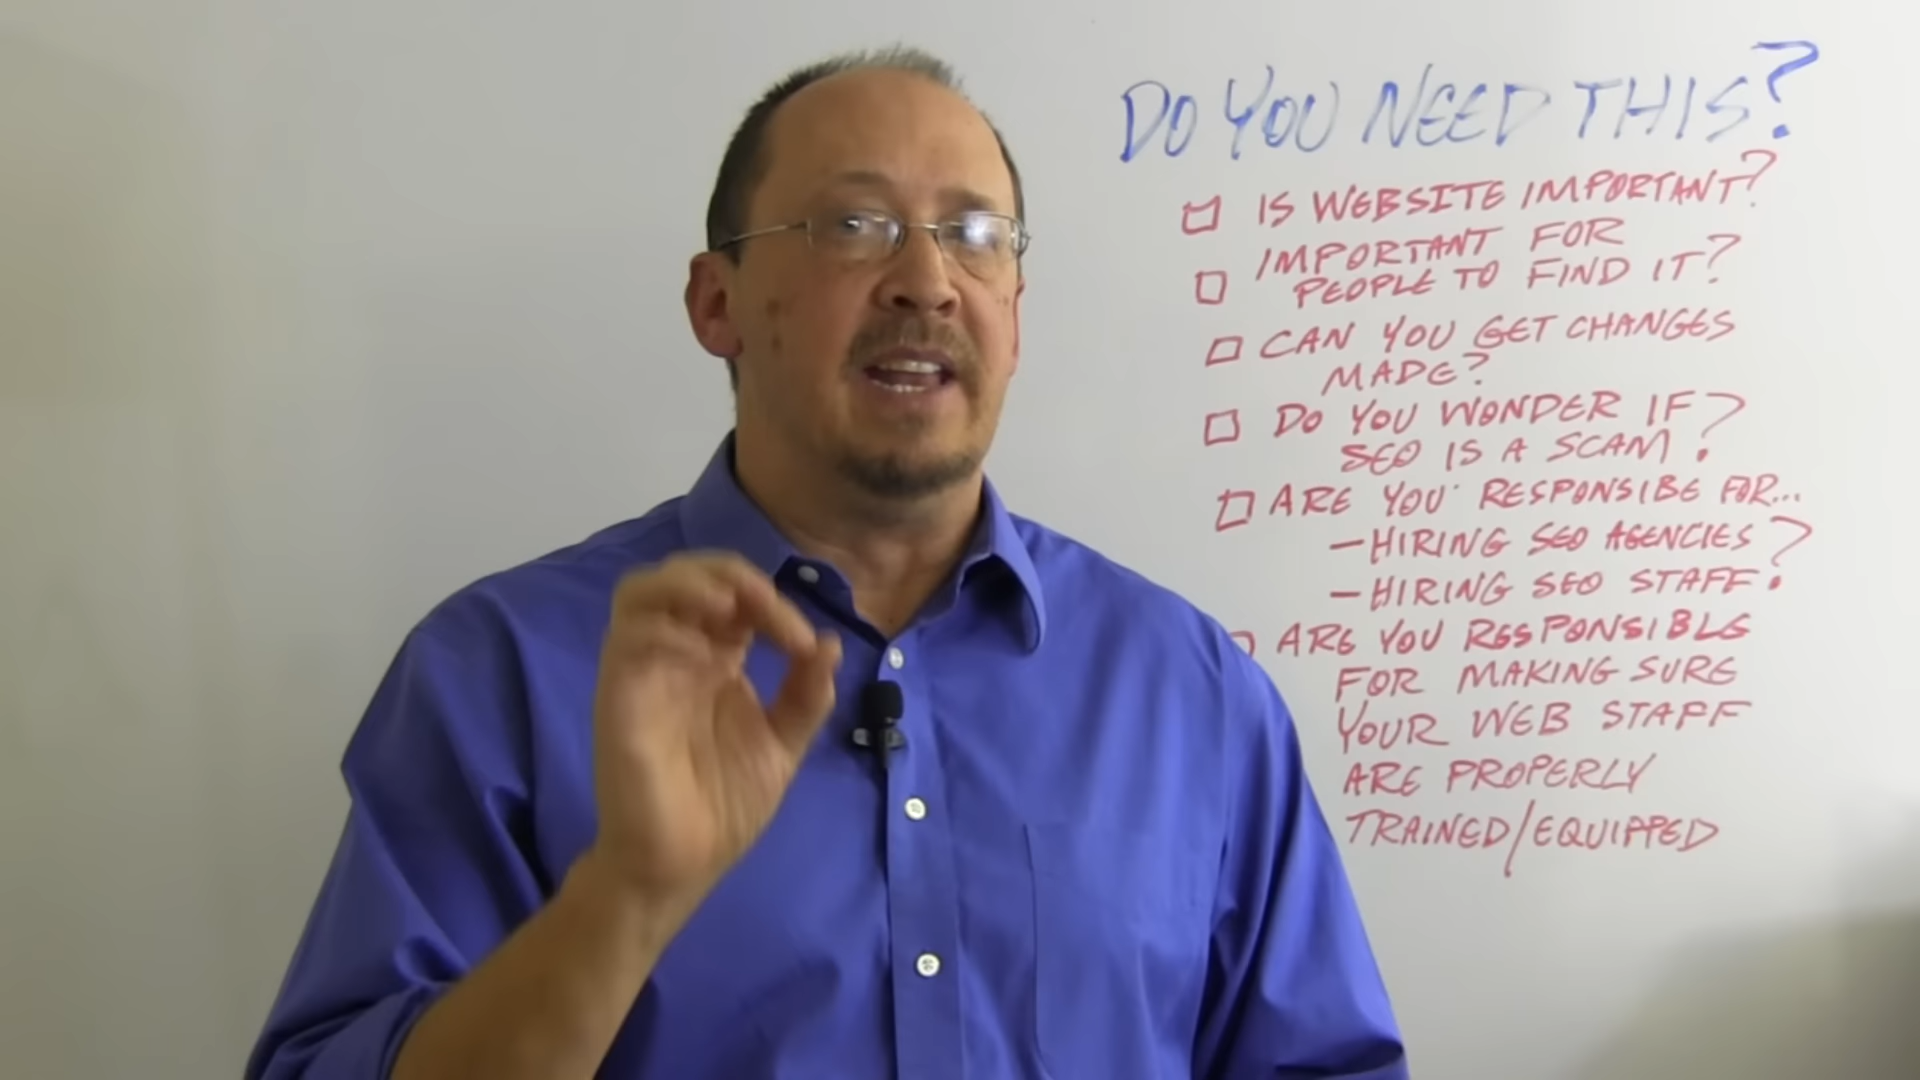 DO YOU NEED THIS?
IS WEBSITE IMPORTANT?
IMPORTANT FOR
PEOPLE TO FIND IT?
CAN YOU GET CHANGES
MADE?
DO YOU WONDER IF
SEO IS A SCAM?
ARE YOU RESPONSIBE FOR...
- HIRING SEO AGENCIES
- HIRING SEO STAFF?
ARE YOU RESPONSIBLE
FOR MAKING SURE
YOUR WEB STAFF
ARE PROPERLY
TRAINED/EQUIPPED